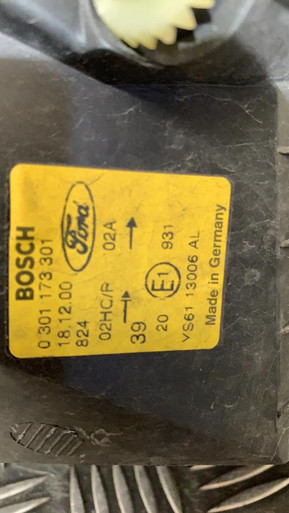 BOSCH
0 301 173 301
18.12.00
824 Ford
02HC/R 02A
→ →
39
20 E1 931
VS61 13006 AL
Made in Germany